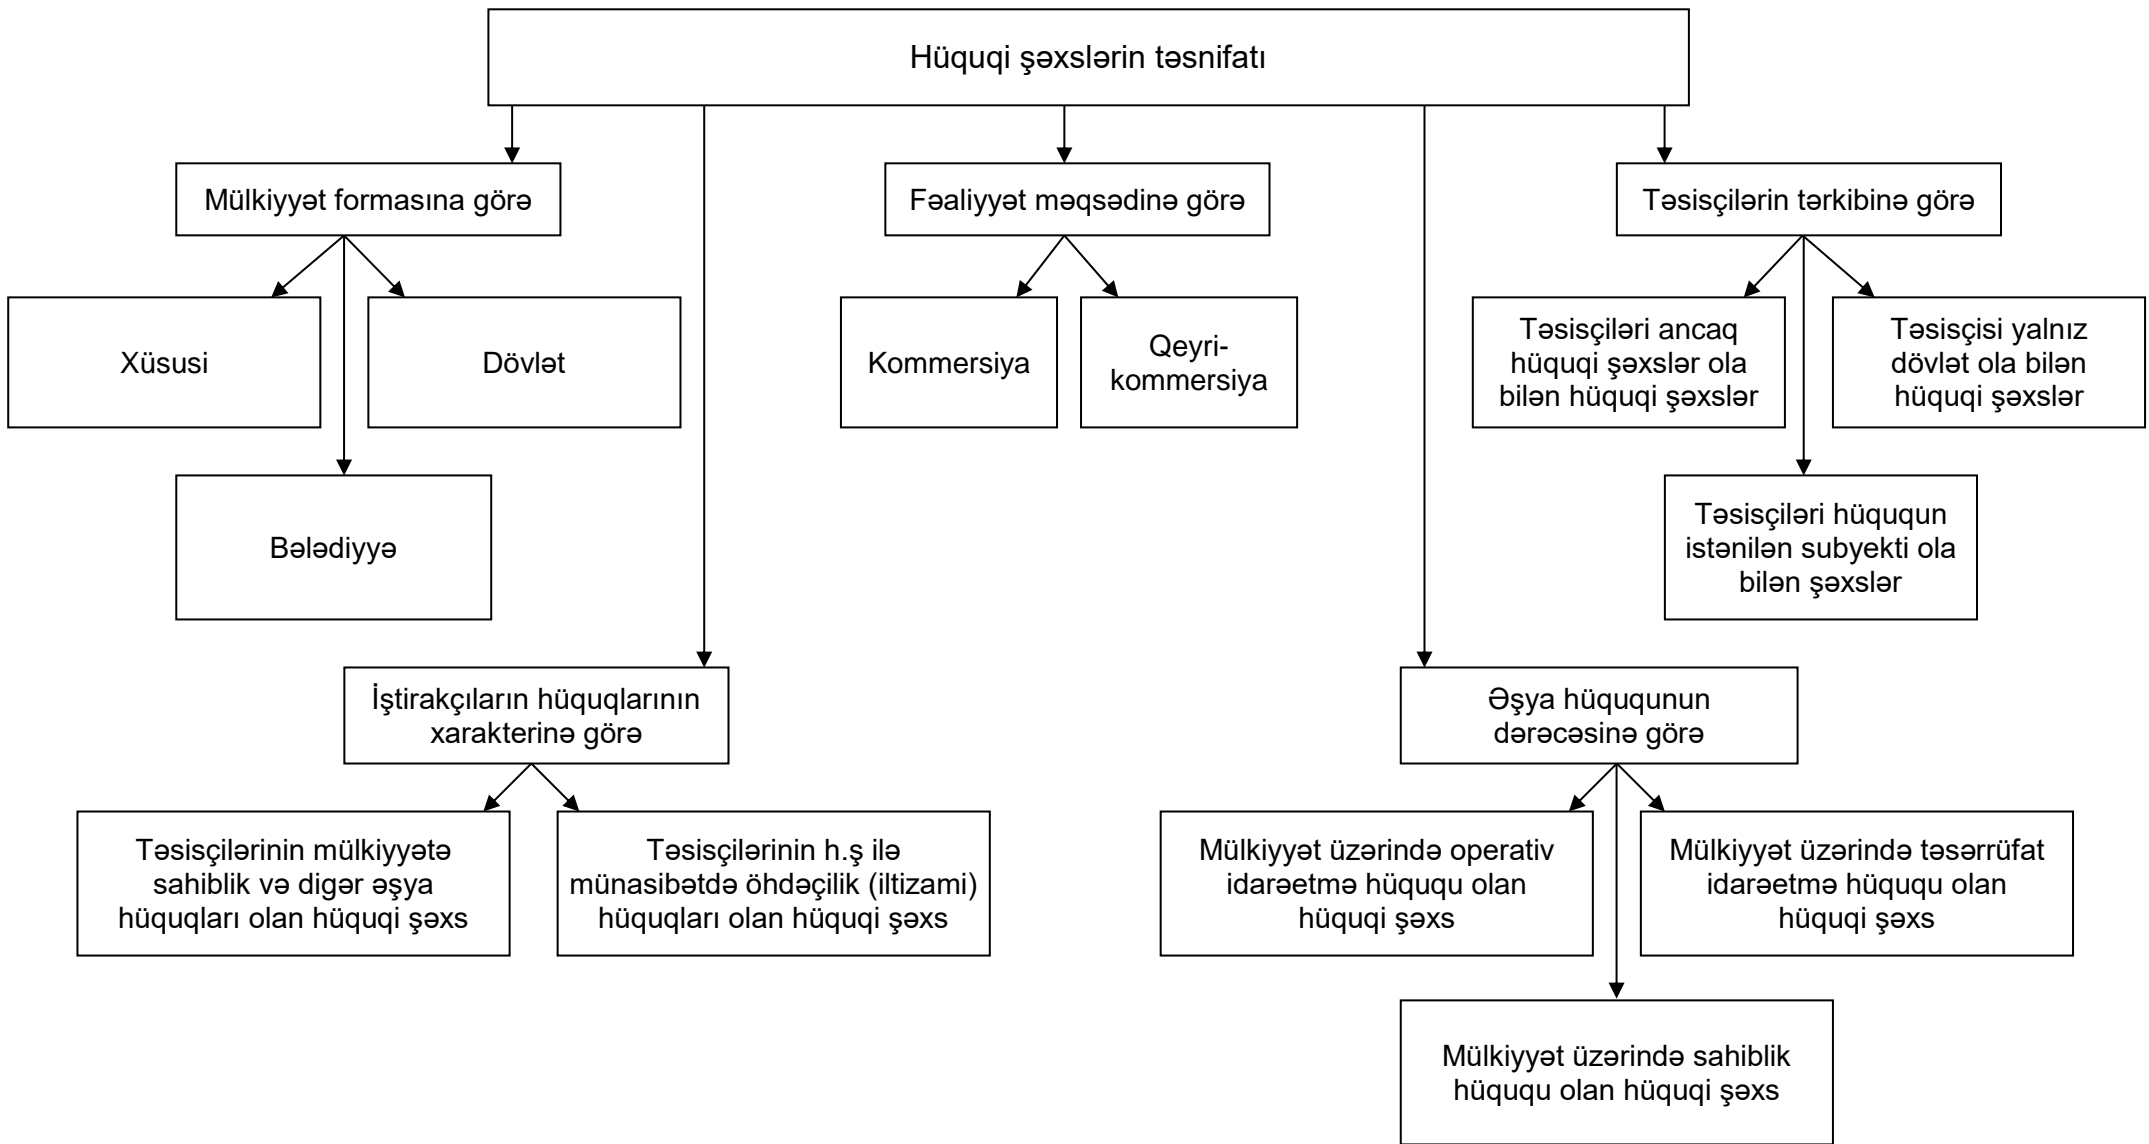 Hüquqi şəxslərin təsnifatı
Mülkiyyət formasına görə
Fəaliyyət məqsədinə görə
Təsisçilərin tərkibinə görə
Xüsusi
Dövlət
Kommersiya
Qeyri-
kommersiya
Təsisçiləri ancaq
hüquqi şəxslər ola
bilən hüquqi şəxslər
Təsisçisi yalnız
dövlət ola bilən
hüquqi şəxslər
Bələdiyyə
Təsisçiləri hüququn
istənilən subyekti ola
bilən şəxslər
İştirakçıların hüquqlarının
xarakterinə görə
Əşya hüququnun
dərəcəsinə görə
Təsisçilərinin mülkiyyətə
sahiblik və digər əşya
hüquqları olan hüquqi şəxs
Təsisçilərinin h.ş ilə
münasibətdə öhdəçilik (iltizami)
hüquqları olan hüquqi şəxs
Mülkiyyət üzərində operativ
idarəetmə hüququ olan
hüquqi şəxs
Mülkiyyət üzərində təsərrüfat
idarəetmə hüququ olan
hüquqi şəxs
Mülkiyyət üzərində sahiblik
hüququ olan hüquqi şəxs